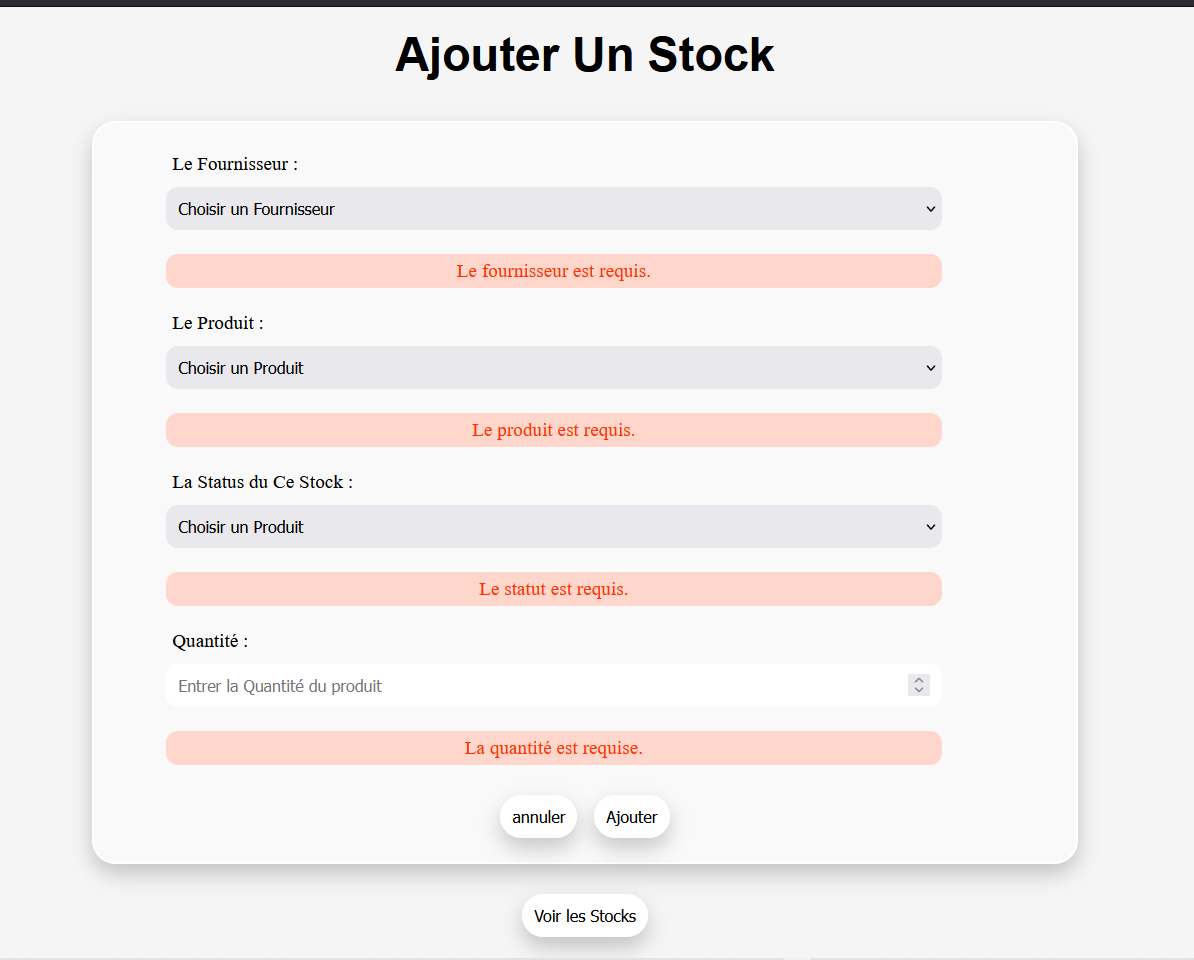 Ajouter Un Stock
Le Fournisseur :
Choisir un Fournisseur
Le fournisseur est requis.
Le Produit :
Choisir un Produit
Le produit est requis.
La Status du Ce Stock :
Choisir un Produit
Le statut est requis.
Quantité :
Entrer la Quantité du produit
La quantité est requise.
annuler Ajouter
Voir les Stocks